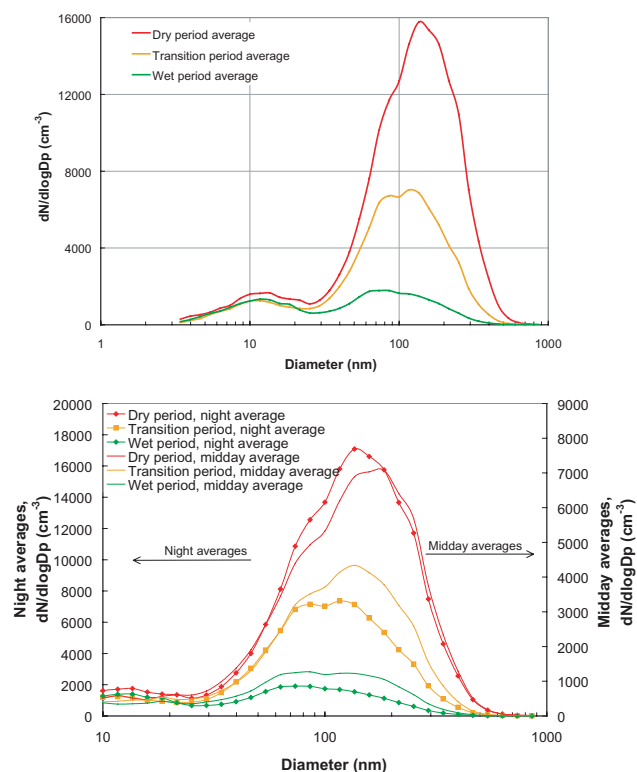 16000
12000
8000
4000
0
dN/dlogDp (cm-3)
Dry period average
Transition period average
Wet period average
1
10
100
1000
Diameter (nm)
20000
18000
16000
14000
12000
10000
8000
6000
4000
2000
0
Night averages,
dN/dlogDp (cm-3)
Dry period, night average
Transition period, night average
Wet period, night average
Dry period, midday average
Transition period, midday average
Wet period, midday average
Night averages
Midday averages
9000
8000
7000
6000
5000
4000
3000
2000
1000
0
Midday averages,
dN/dlogDp (cm-3)
10
100
1000
Diameter (nm)